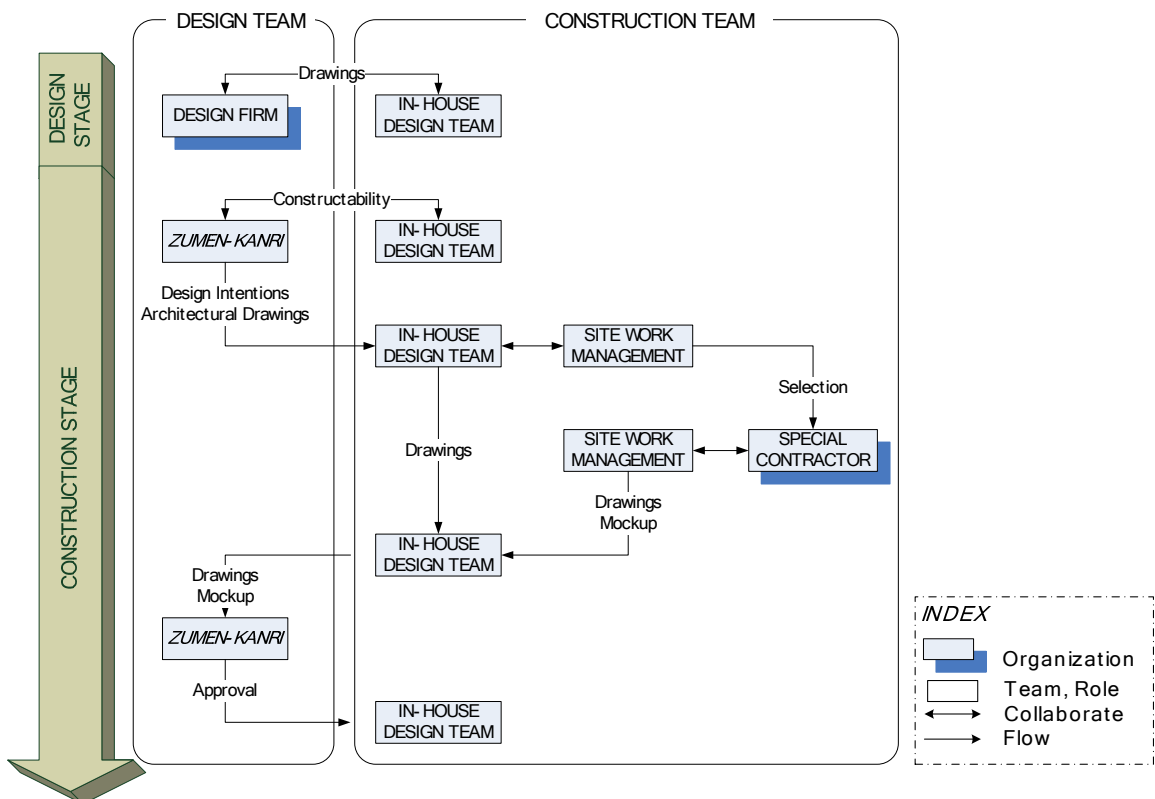 DESIGN TEAM
CONSTRUCTION TEAM
DESIGN
STAGE
Drawings
DESIGN FIRM
IN-HOUSE
DESIGN TEAM
CONSTRUCTION STAGE
Constructability
ZUMEN-KANRI
IN-HOUSE
DESIGN TEAM
Design Intentions
Architectural Drawings
IN-HOUSE
DESIGN TEAM
SITE WORK
MANAGEMENT
Selection
Drawings
SITE WORK
MANAGEMENT
SPECIAL
CONTRACTOR
Drawings
Mockup
IN-HOUSE
DESIGN TEAM
Drawings
Mockup
ZUMEN-KANRI
Approval
IN-HOUSE
DESIGN TEAM
INDEX
Organization
Team, Role
Collaborate
Flow